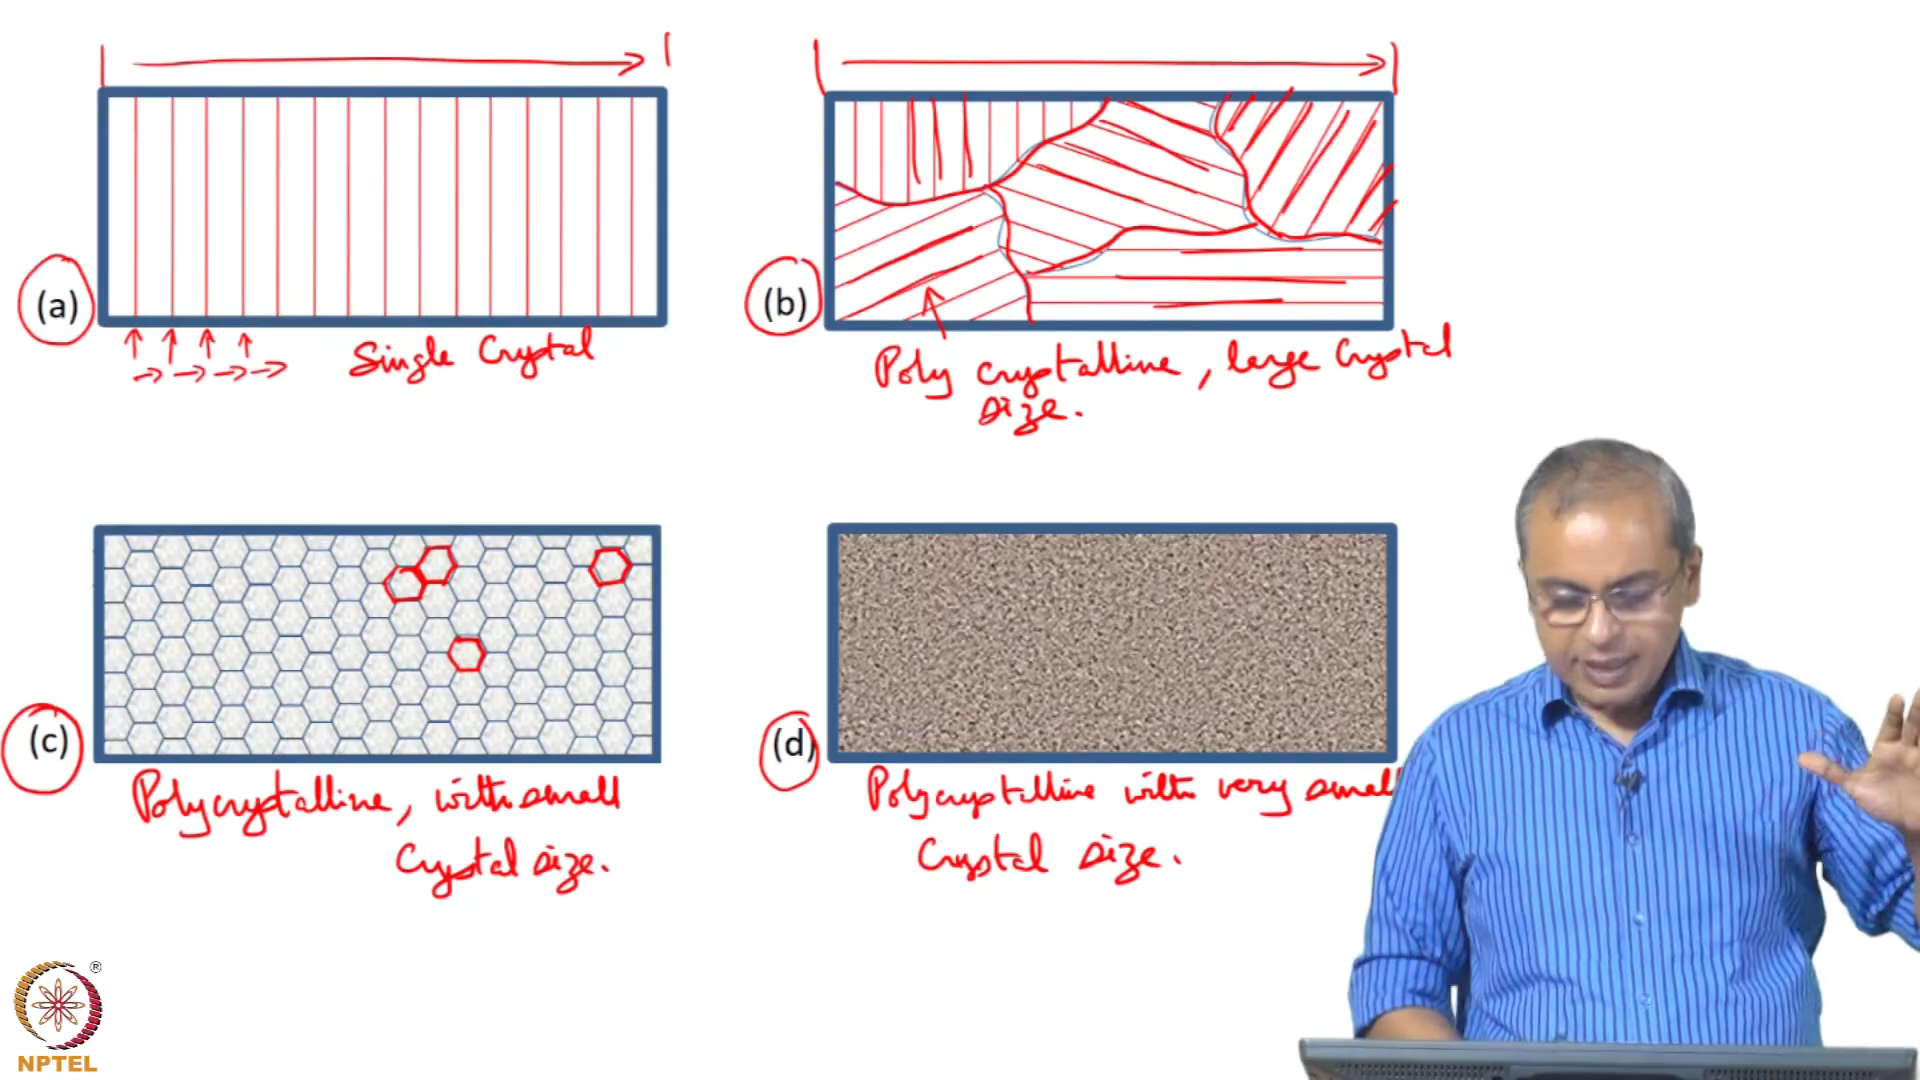 (a)
Single Crystal
(b)
Poly crystalline, large Crystal
size.
(c)
Polycrystalline, with small
Crystal size.
(d)
Polycrystalline with very small
Crystal size.
®
NPTEL